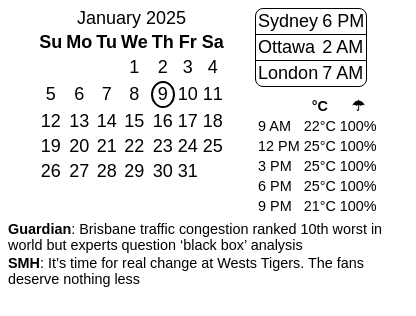 January 2025
Su Mo Tu We Th Fr Sa
1 2 3 4
5 6 7 8 9 10 11
12 13 14 15 16 17 18
19 20 21 22 23 24 25
26 27 28 29 30 31
Sydney 6 PM
Ottawa 2 AM
London 7 AM
°C ☂
9 AM 22°C 100%
12 PM 25°C 100%
3 PM 25°C 100%
6 PM 25°C 100%
9 PM 21°C 100%
Guardian: Brisbane traffic congestion ranked 10th worst in
world but experts question ‘black box’ analysis
SMH: It’s time for real change at Wests Tigers. The fans
deserve nothing less